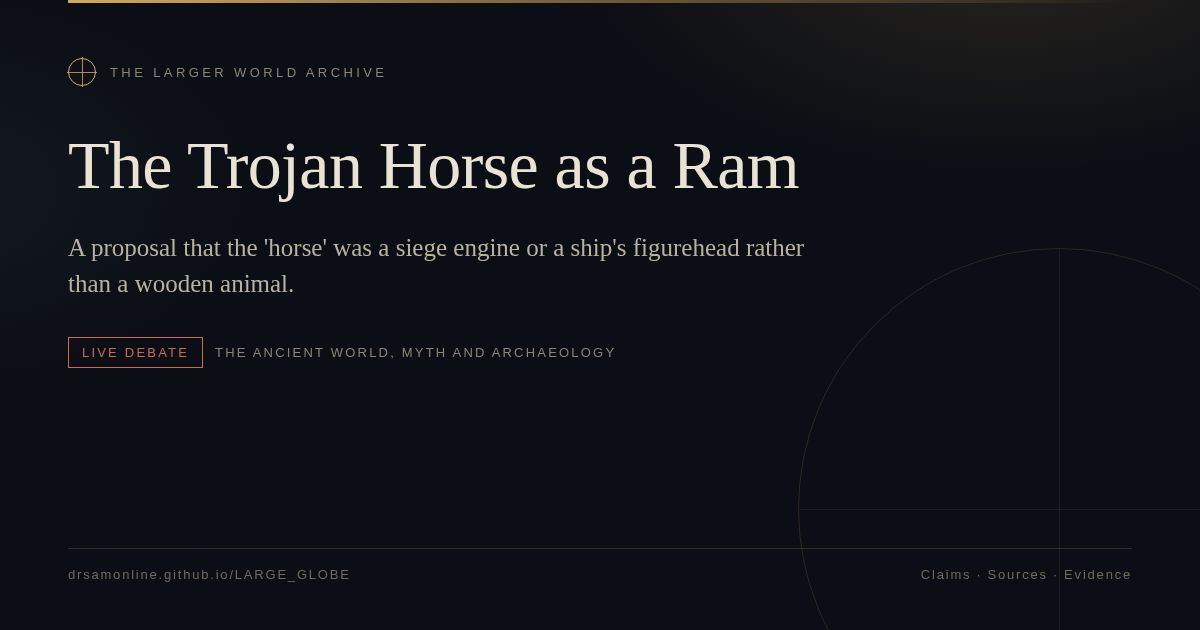 THE LARGER WORLD ARCHIVE
The Trojan Horse as a Ram
A proposal that the 'horse' was a siege engine or a ship's figurehead rather
than a wooden animal.
LIVE DEBATE THE ANCIENT WORLD, MYTH AND ARCHAEOLOGY
drsamonline.github.io/LARGE_GLOBE Claims · Sources · Evidence